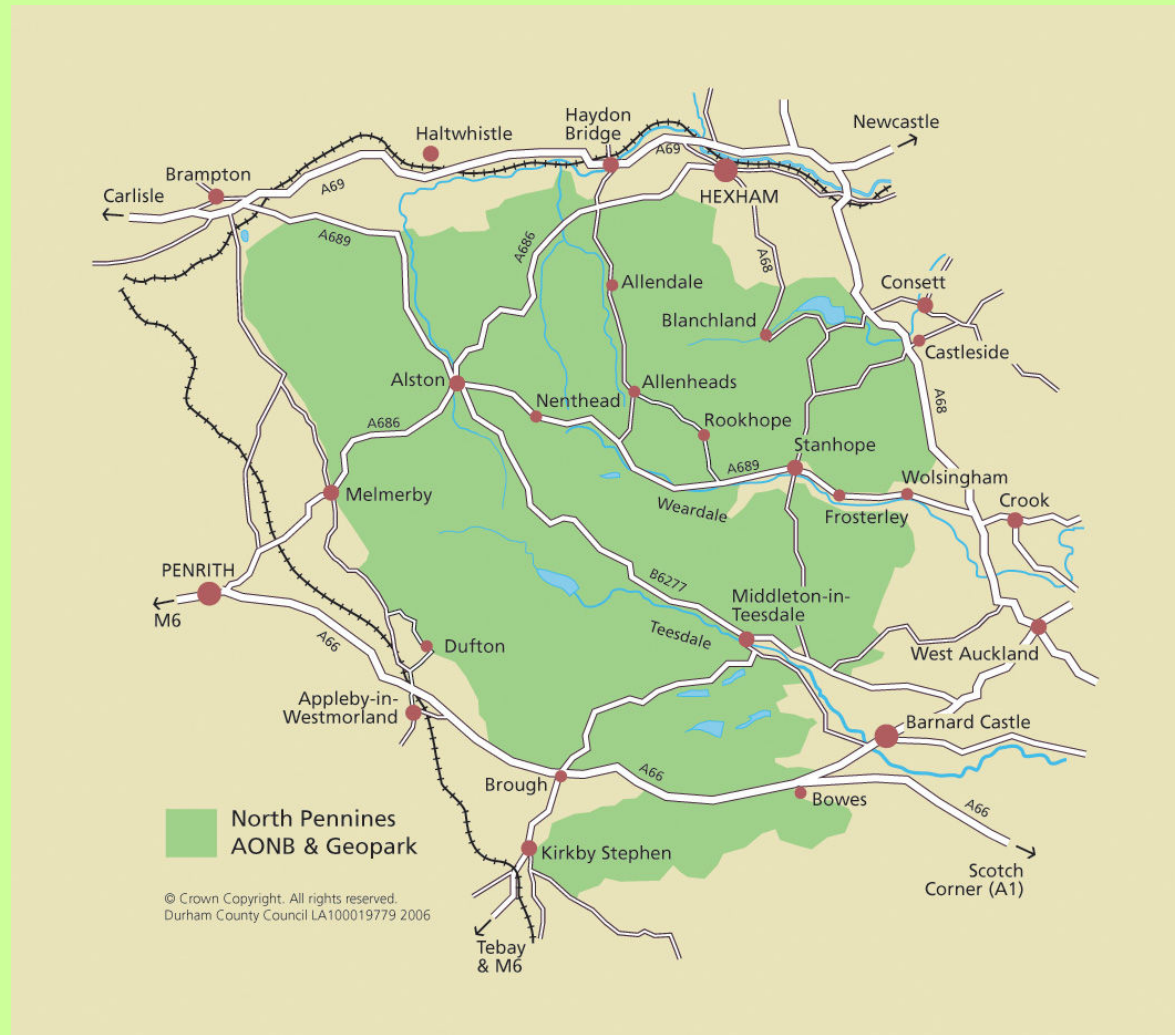 Newcastle
Haydon
Bridge
Haltwhistle
A69
HEXHAM
Brampton
Carlisle
A69
A689
A686
A68
Allendale
Consett
Blanchland
Castleside
Alston
Allenheads
Nenthead
A68
A686
Rookhope
Stanhope
A689
Wolsingham
Melmerby
Weardale
Frosterley
Crook
PENRITH
M6
B6277
Middleton-in-
Teesdale
A66
Teesdale
Dufton
West Auckland
Appleby-in-
Westmorland
Barnard Castle
Brough
A66
Bowes
A66
North Pennines
AONB & Geopark
Kirkby Stephen
Scotch
Corner (A1)
© Crown Copyright. All rights reserved.
Durham County Council LA100019779 2006
Tebay
& M6